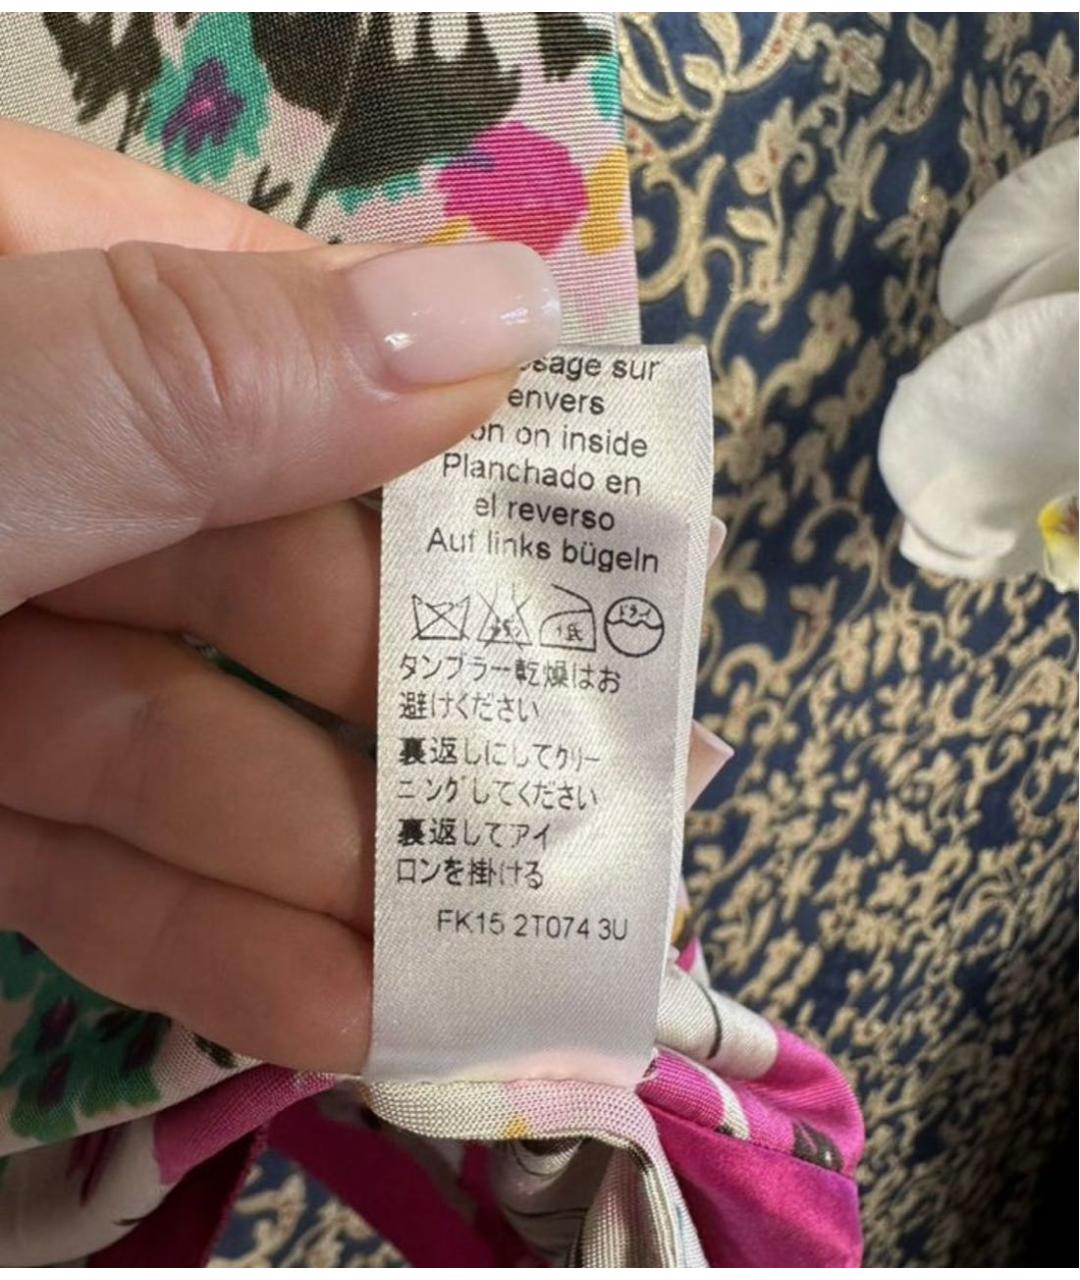 sur
envers
on inside
Planchado en
el reverso
Auf links bügeln
ドライ
タンブラー乾燥はお
避けください
裏返しにしてクリー
ニングしてください
裏返してアイ
ロンを掛ける
FK15 2T074 3U